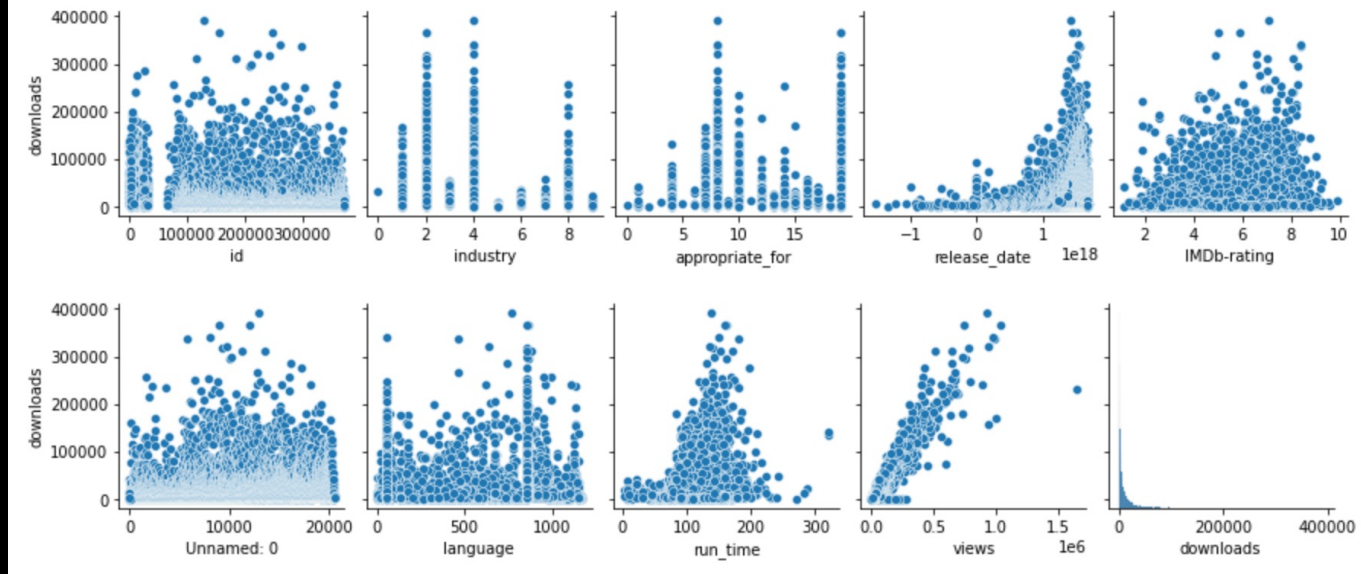 400000
300000
200000
100000
0
downloads
0 100000 200000 300000
id
0 2 4 6 8
industry
0 5 10 15
appropriate_for
−1 0 1
release_date 1e18
2 4 6 8 10
IMDb-rating
400000
300000
200000
100000
0
downloads
0 10000 20000
Unnamed: 0
0 500 1000
language
0 100 200 300
run_time
0.0 0.5 1.0 1.5
views 1e6
0 200000 400000
downloads